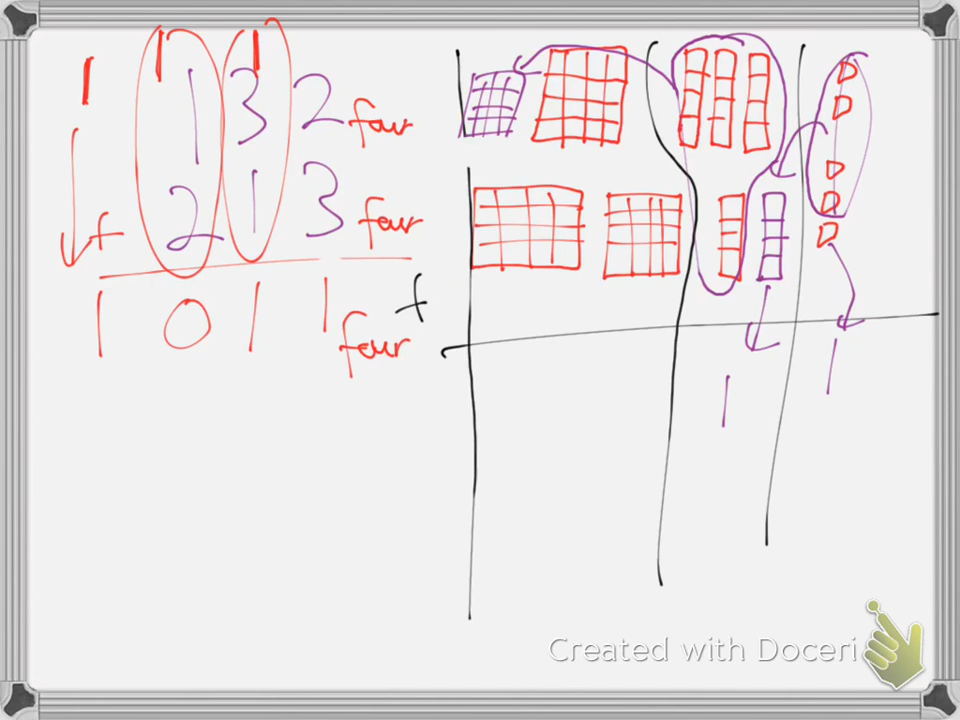 1 1 1
1 3 2 four
+ 2 1 3 four
1 0 1 1 four
+
1 1
Created with Doceri